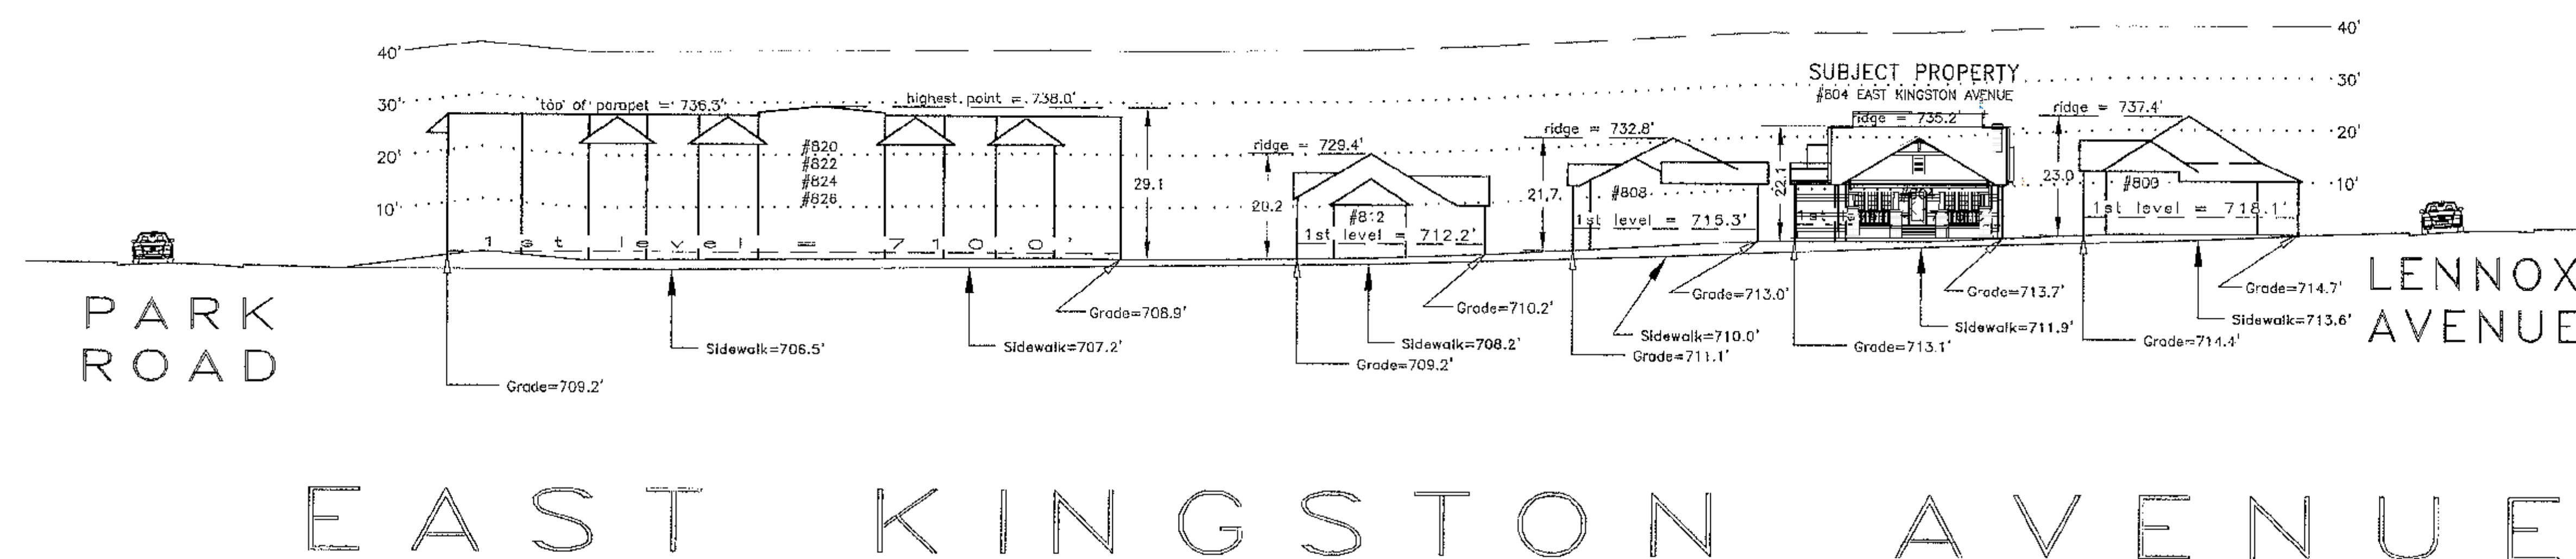 40'
40'
SUBJECT PROPERTY
30'
30'
#604 EAST KINGSTON AVENUE
top of parapet = 736.3'
highest point = 738.0'
ridge = 737.4'
ridge = 735.2'
ridge = 732.8'
ridge = 729.4'
20'
20'
#820
#822
#824
#826
29.1
20.2
21.7
22.1
23.0
10'
10'
#812
#808
#800
1st level = 710.0'
1st level = 712.2'
1st level = 715.3'
1st level = 718.1'
PARK
ROAD
LENNOX
AVENUE
Grade=708.9'
Grade=710.2'
Grade=713.0'
Grade=713.7'
Grade=714.7'
Sidewalk=706.5'
Sidewalk=707.2'
Sidewalk=708.2'
Sidewalk=710.0'
Sidewalk=711.9'
Sidewalk=713.6'
Grade=709.2'
Grade=709.2'
Grade=711.1'
Grade=713.1'
Grade=714.4'
EAST KINGSTON AVENUE